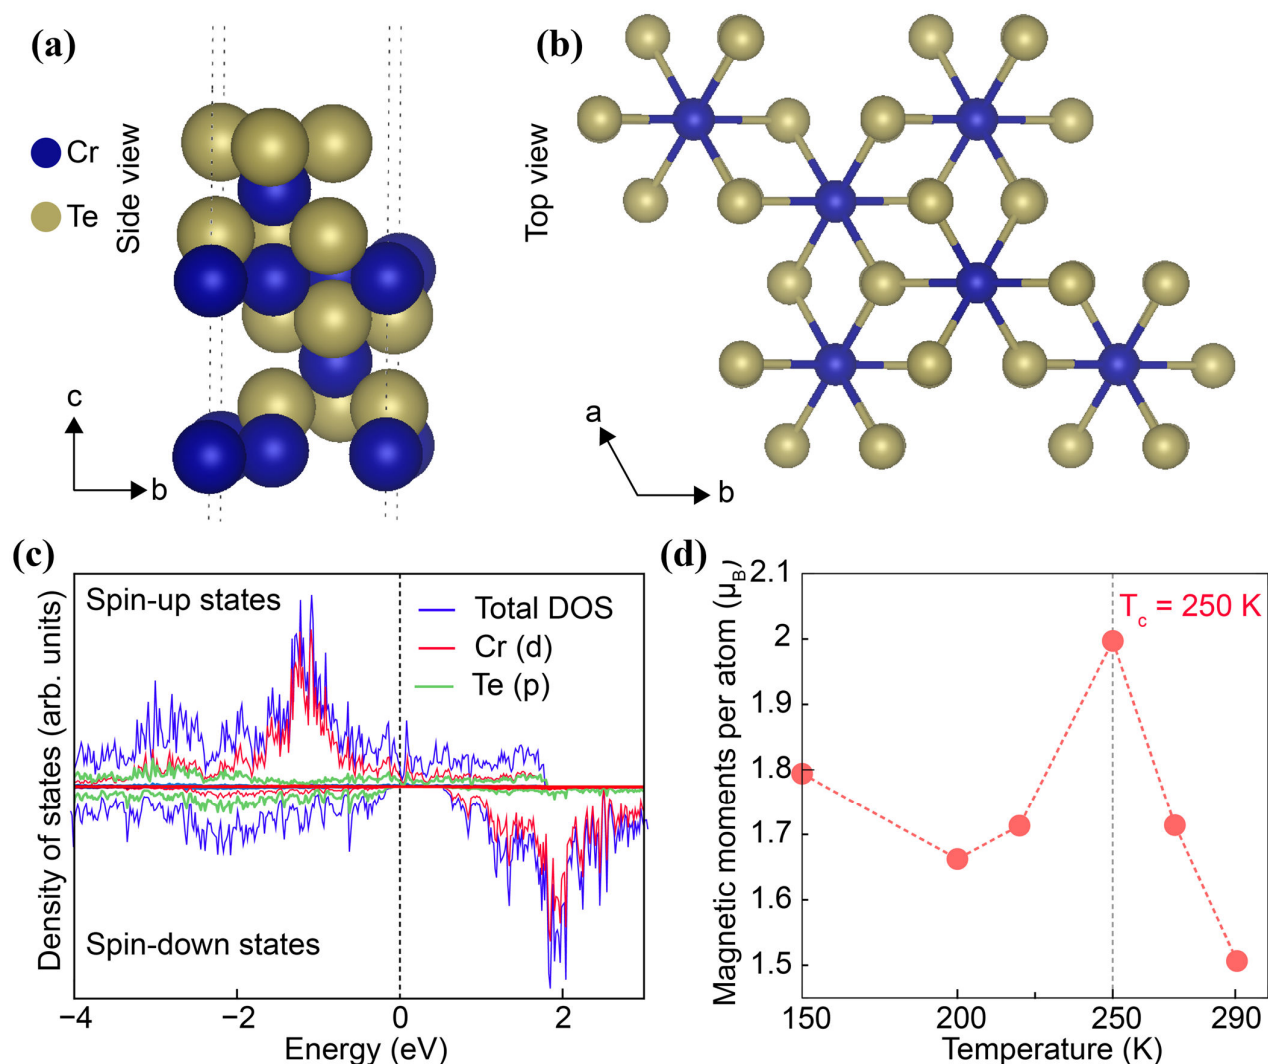 (a)
Cr
Te
Side view
c
b
(b)
Top view
a
b
(c)
Density of states (arb. units)
Spin-up states
Total DOS
Cr (d)
Te (p)
Spin-down states
−4
−2
0
2
Energy (eV)
(d)
Magnetic moments per atom (μB)
2.1
2
1.9
1.8
1.7
1.6
1.5
Tc = 250 K
150
200
250
290
Temperature (K)